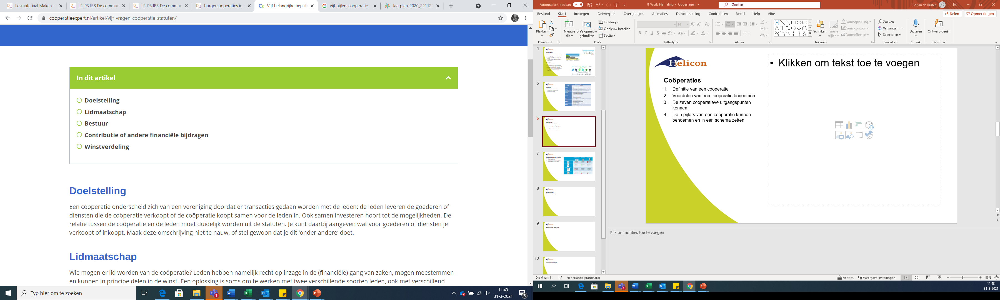 Lesmateriaal Maken -
L2-P3 IBS De commun
L2-P3 IBS De commun
burgercooperaties in
Vijf belangrijke bepali
vijf pijlers cooperatie -
Jaarplan-2020_221120
cooperatieexpert.nl/artikel/vijf-vragen-cooperatie-statuten/
In dit artikel
Doelstelling
Lidmaatschap
Bestuur
Contributie of andere financiële bijdragen
Winstverdeling
Doelstelling
Een coöperatie onderscheid zich van een vereniging doordat er transacties gedaan worden met de leden: de leden leveren de goederen of
diensten die de coöperatie verkoopt of de coöperatie koopt samen voor de leden in. Ook samen investeren hoort tot de mogelijkheden. De
relatie tussen de coöperatie en de leden moet duidelijk worden uit de statuten. Je kunt daarbij aangeven wat voor goederen of diensten je
verkoopt of inkoopt. Maak deze omschrijving niet te nauw, of stel gewoon dat je dit ‘onder andere’ doet.
Lidmaatschap
Wie mogen er lid worden van de coöperatie? Leden hebben namelijk recht op inzage in de (financiële) gang van zaken, mogen meestemmen
en kunnen in principe delen in de winst. Een oplossing is soms om te werken met twee verschillende soorten leden, ook met verschillend
Typ hier om te zoeken
11:43
31-3-2021
6
Automatisch opslaan
8_W&E_Herhaling - Opgeslagen
Zoeken
Gerjan de Ruiter
Bestand Start Invoegen Ontwerpen Overgangen Animaties Diavoorstelling Controleren Beeld Help Vibe
Delen
Opmerkingen
Plakken
Klembord
Nieuwe dia
Dia's opnieuw gebruiken
Indeling
Opnieuw instellen
Sectie
Dia's
14
Lettertype
Alinea
Schikken
Snelle stijlen
Vormopvulling
Vormcontour
Vormeffecten
Tekenen
Zoeken
Vervangen
Selecteren
Bewerken
Dicteren
Spraak
Ontwerpideeën
Designer
4
5
6
7
8
9
10
Helicon
Coöperaties
1. Definitie van een coöperatie
2. Voordelen van een coöperatie benoemen
3. De zeven coöperatieve uitgangspunten
kennen
4. De 5 pijlers van een coöperatie kunnen
benoemen en in een schema zetten
• Klikken om tekst toe te voegen
Klik om notities toe te voegen
Dia 6 van 11
Nederlands (standaard)
Notities
Weergave-instellingen
88%
11:43
31-3-2021